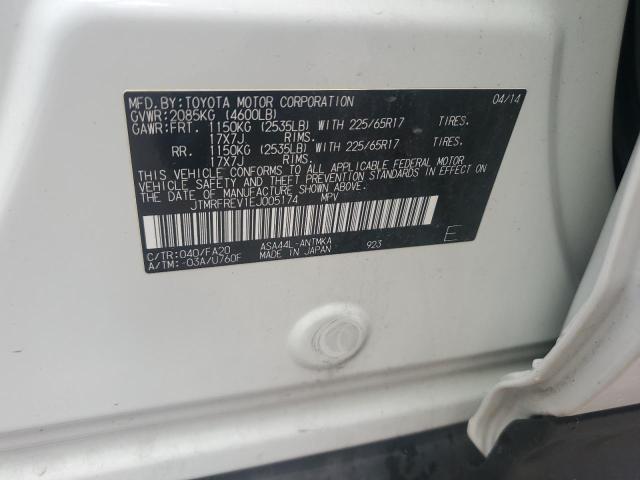 MFD.BY:TOYOTA MOTOR CORPORATION 04/14
GVWR:2085KG (4600LB)
GAWR:FRT. 1150KG (2535LB) WITH 225/65R17 TIRES.
17X7J RIMS.
RR. 1150KG (2535LB) WITH 225/65R17 TIRES.
17X7J RIMS.
THIS VEHICLE CONFORMS TO ALL APPLICABLE FEDERAL MOTOR
VEHICLE SAFETY AND THEFT PREVENTION STANDARDS IN EFFECT ON
THE DATE OF MANUFACTURE SHOWN ABOVE.
JTMRFREV1EJ005174 MPV
C/TR:040/FA20 ASA44L-ANTMKA 923 E
A/TM:-03A/U760F MADE IN JAPAN